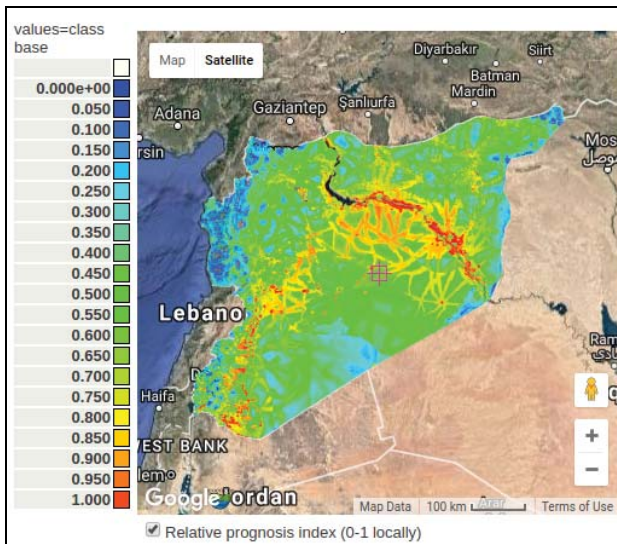 values=class
base
0.000e+00
0.050
0.100
0.150
0.200
0.250
0.300
0.350
0.400
0.450
0.500
0.550
0.600
0.650
0.700
0.750
0.800
0.850
0.900
0.950
1.000
Map Satellite
Diyarbakır
Siirt
Batman
Mardin
Gaziantep
Şanlıurfa
Adana
rsin
Mos
الموصل
Lebano
D
Haifa
WEST BANK
lem
Jordan
Ram
q
Arar
Google
Map Data
100 km
Terms of Use
+
−
Relative prognosis index (0-1 locally)